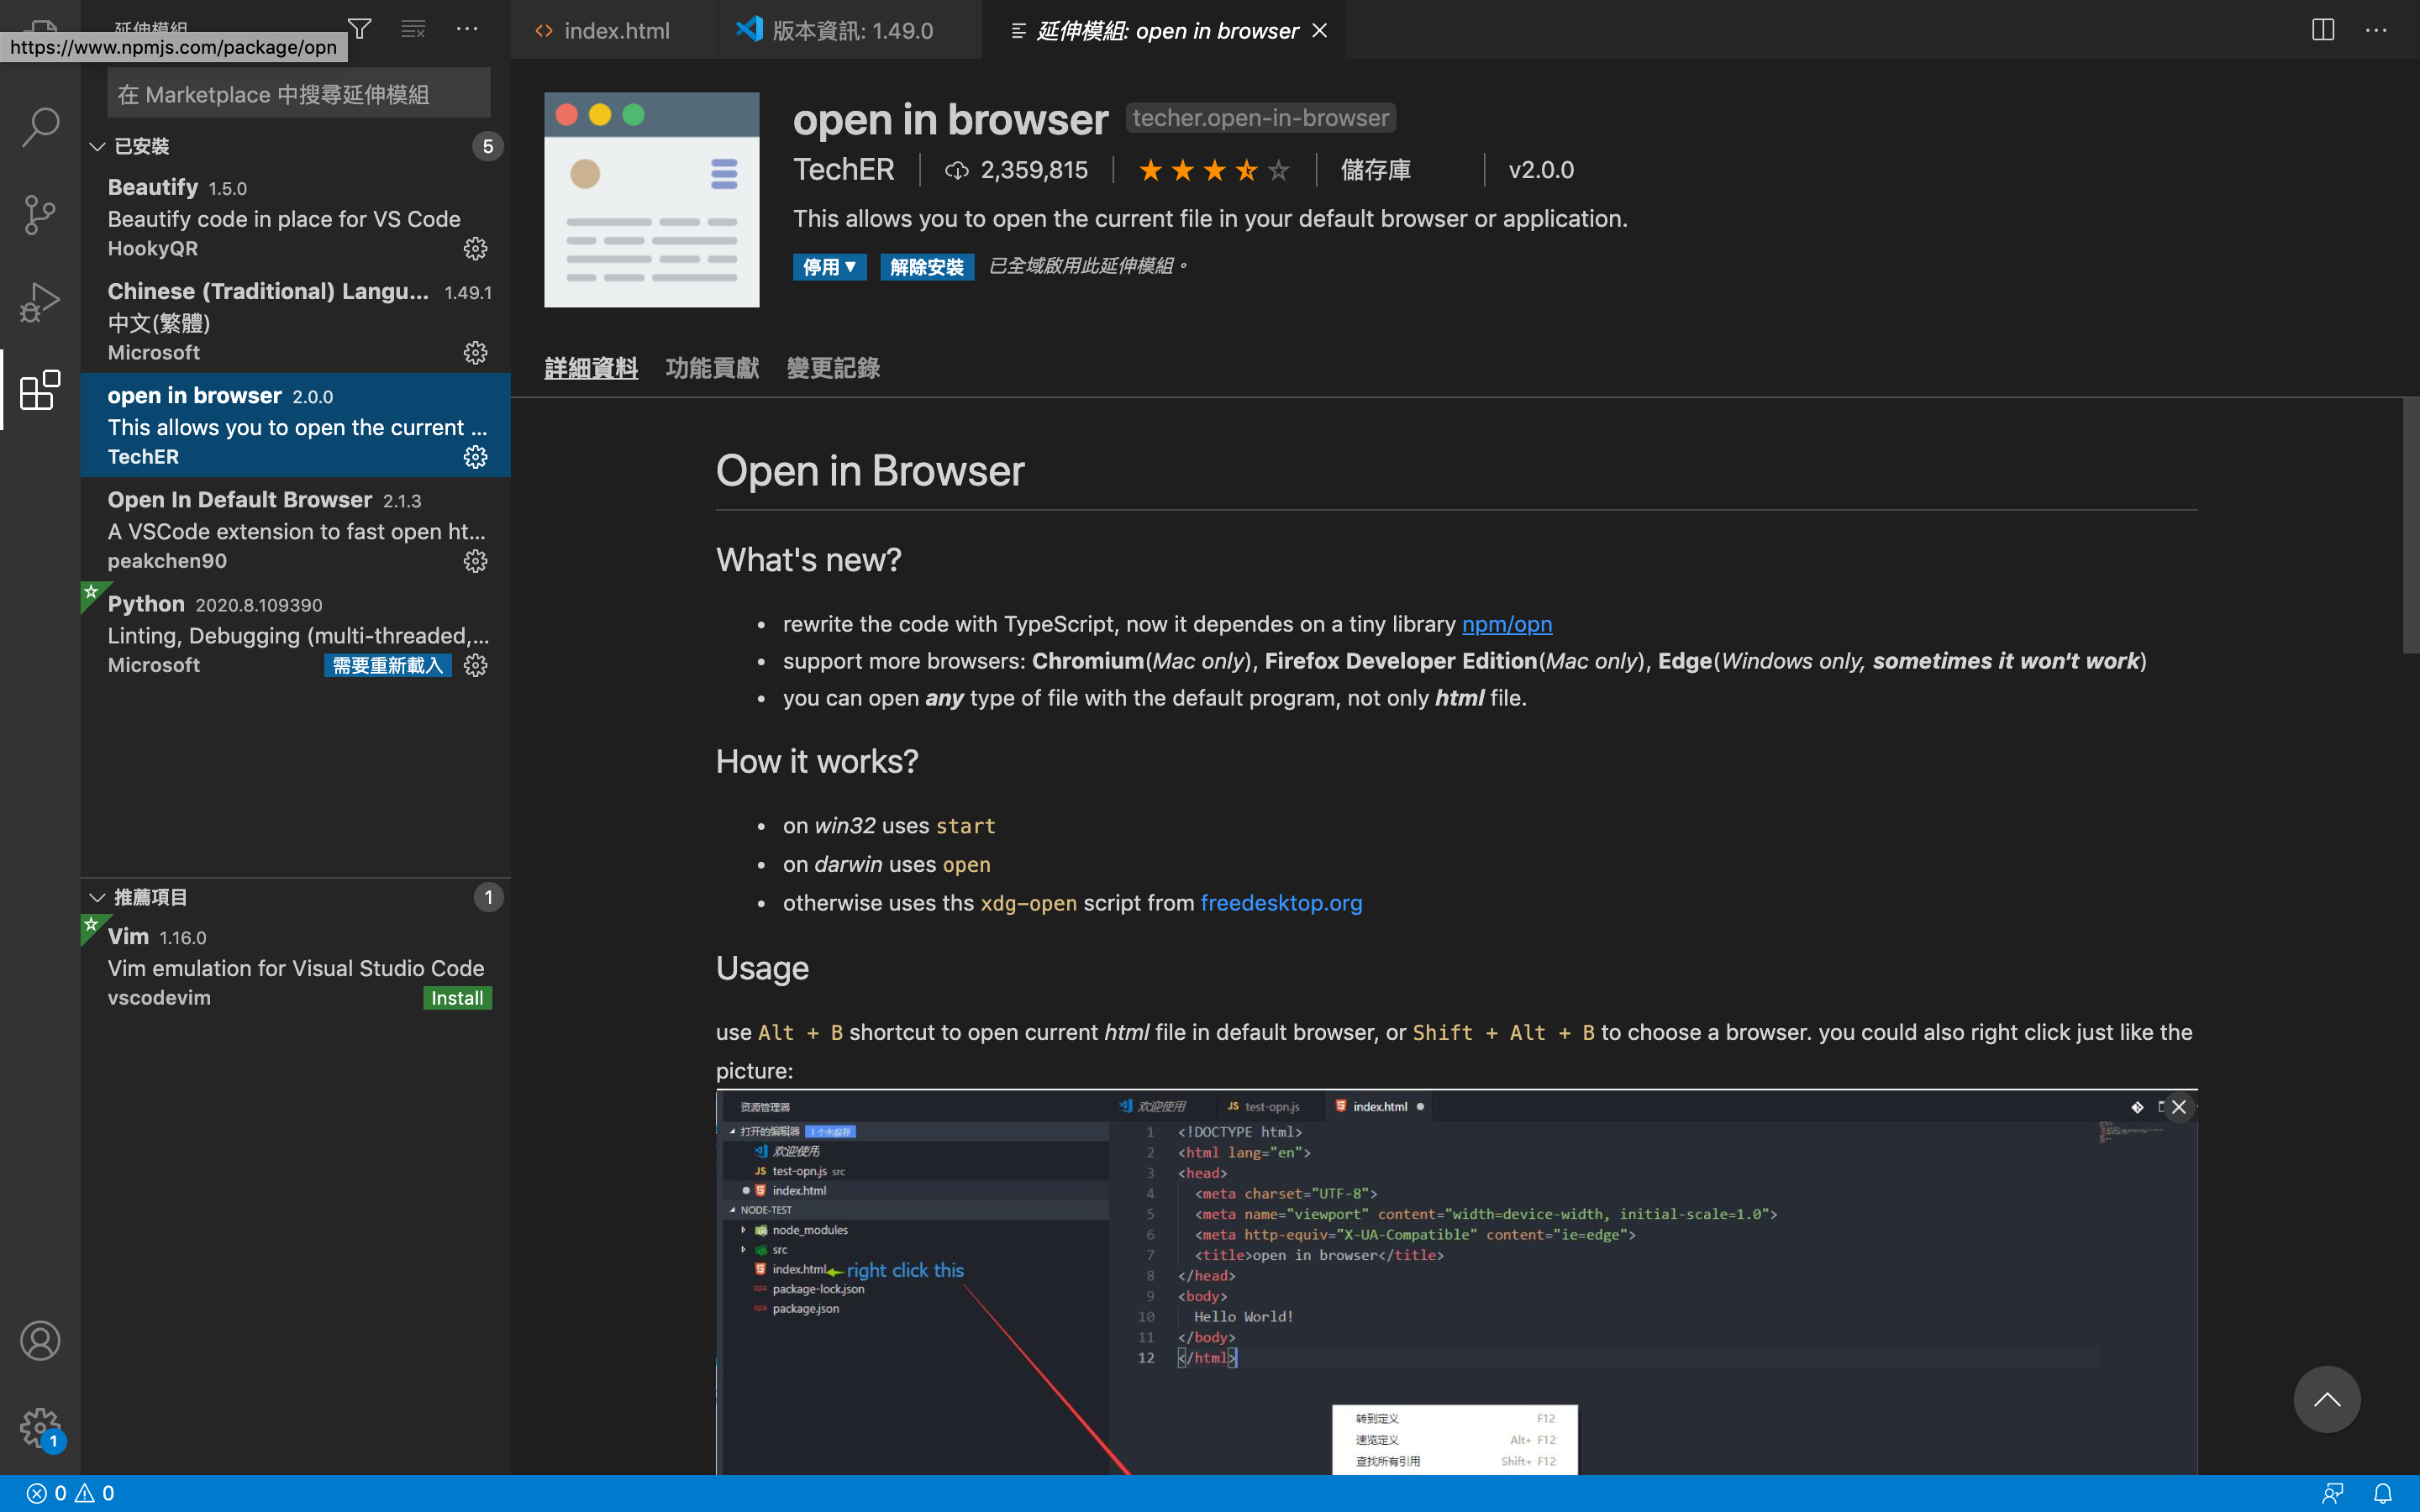 延伸模組
https://www.npmjs.com/package/opn
在 Marketplace 中搜尋延伸模組
已安裝 5
Beautify 1.5.0
Beautify code in place for VS Code
HookyQR
Chinese (Traditional) Langu... 1.49.1
中文(繁體)
Microsoft
open in browser 2.0.0
This allows you to open the current ...
TechER
Open In Default Browser 2.1.3
A VSCode extension to fast open ht...
peakchen90
Python 2020.8.109390
Linting, Debugging (multi-threaded,...
Microsoft 需要重新載入
推薦項目 1
Vim 1.16.0
Vim emulation for Visual Studio Code
vscodevim Install
1
0 0
index.html 版本資訊: 1.49.0 延伸模組: open in browser
open in browser techer.open-in-browser
TechER 2,359,815 儲存庫 v2.0.0
This allows you to open the current file in your default browser or application.
停用 解除安裝 已全域啟用此延伸模組。
詳細資料 功能貢獻 變更記錄
Open in Browser
What's new?
• rewrite the code with TypeScript, now it dependes on a tiny library npm/opn
• support more browsers: Chromium(Mac only), Firefox Developer Edition(Mac only), Edge(Windows only, sometimes it won't work)
• you can open any type of file with the default program, not only html file.
How it works?
• on win32 uses start
• on darwin uses open
• otherwise uses ths xdg-open script from freedesktop.org
Usage
use Alt + B shortcut to open current html file in default browser, or Shift + Alt + B to choose a browser. you could also right click just like the
picture:
资源管理器
打开的编辑器 1 个未保存
欢迎使用
JS test-opn.js src
index.html
NODE-TEST
node_modules
src
index.html right click this
package-lock.json
package.json
欢迎使用 JS test-opn.js index.html
1 <!DOCTYPE html>
2 <html lang="en">
3 <head>
4 <meta charset="UTF-8">
5 <meta name="viewport" content="width=device-width, initial-scale=1.0">
6 <meta http-equiv="X-UA-Compatible" content="ie=edge">
7 <title>open in browser</title>
8 </head>
9 <body>
10 Hello World!
11 </body>
12 </html>
转到定义 F12
速览定义 Alt+ F12
查找所有引用 Shift+ F12